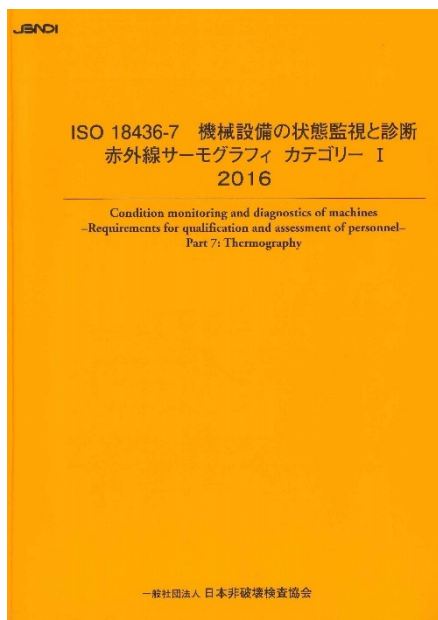 JSNDI
ISO 18436-7 機械設備の状態監視と診断
赤外線サーモグラフィ カテゴリー Ⅰ
2016
Condition monitoring and diagnostics of machines
–Requirements for qualification and assessment of personnel–
Part 7: Thermography
一般社団法人 日本非破壊検査協会